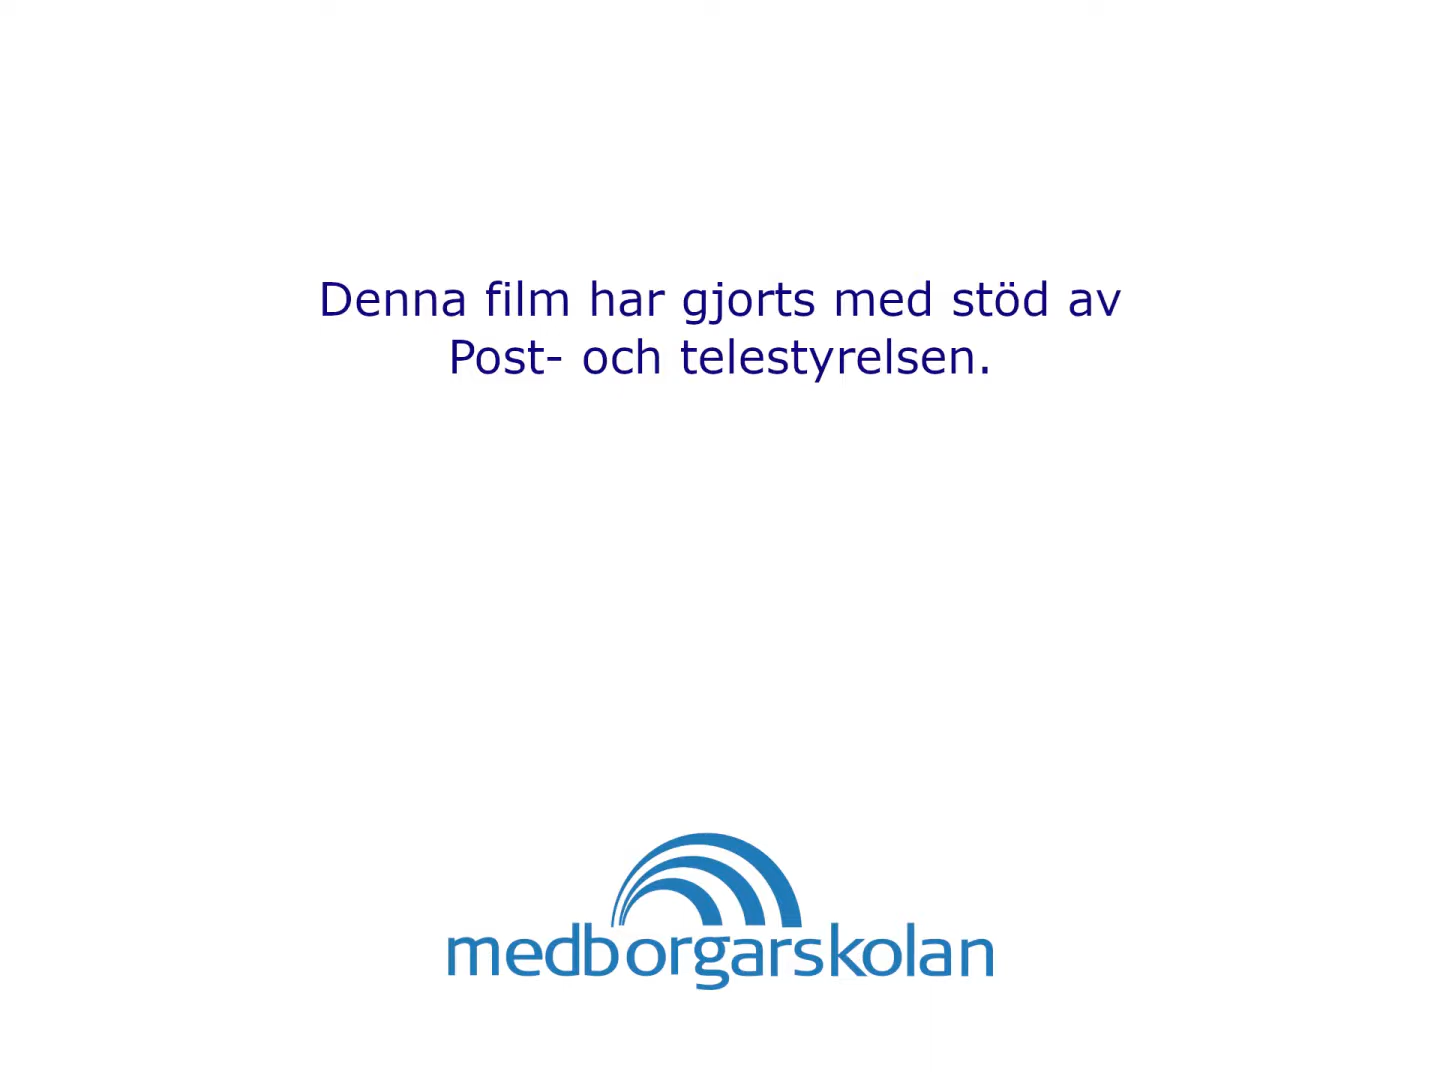 Denna film har gjorts med stöd av
Post- och telestyrelsen.
medborgarskolan